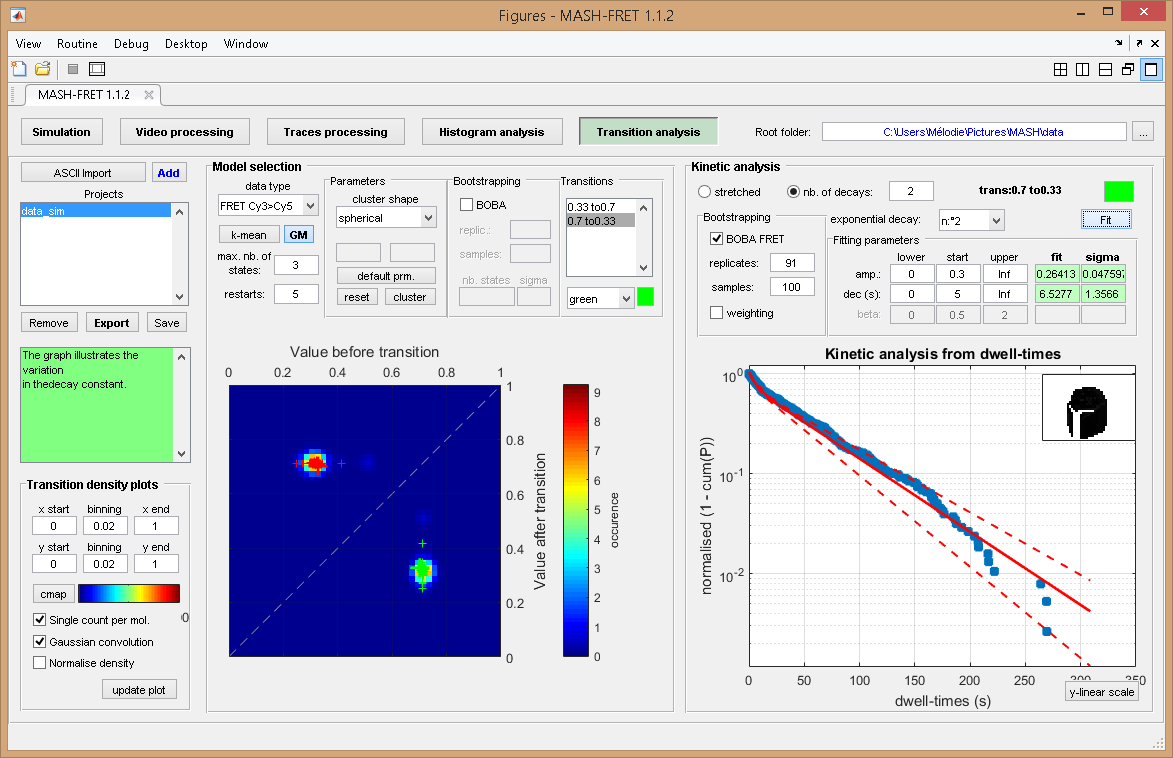 Figures - MASH-FRET 1.1.2
View Routine Debug Desktop Window
MASH-FRET 1.1.2
Simulation Video processing Traces processing Histogram analysis Transition analysis Root folder: C:\Users\Mélodie\Pictures\MASH\data ...
ASCII Import Add
Projects
data_sim
Remove Export Save
The graph illustrates the
variation
in thedecay constant.
Transition density plots
x start binning x end
0 0.02 1
y start binning y end
0 0.02 1
cmap
Single count per mol. 0
Gaussian convolution
Normalise density
update plot
Model selection
data type
FRET Cy3>Cy5
k-mean GM
max. nb. of
states: 3
restarts: 5
Parameters
cluster shape
spherical
default prm.
reset cluster
Bootstrapping
BOBA
replic.:
samples:
nb. states sigma
Transitions
0.33 to0.7
0.7 to0.33
green
Value before transition
0 0.2 0.4 0.6 0.8 1
1
0.8
0.6
0.4
0.2
0
Value after transition
9
8
7
6
5
4
3
2
1
0
occurence
Kinetic analysis
stretched nb. of decays: 2 trans:0.7 to0.33
exponential decay: n:°2 Fit
Bootstrapping
BOBA FRET
replicates: 91
samples: 100
weighting
Fitting parameters
lower start upper fit sigma
amp.: 0 0.3 Inf 0.26413 0.047597
dec (s): 0 5 Inf 6.5277 1.3566
beta: 0 0.5 2
Kinetic analysis from dwell-times
10^0
10^-1
10^-2
normalised (1 - cum(P))
0 50 100 150 200 250 300 350
dwell-times (s)
y-linear scale